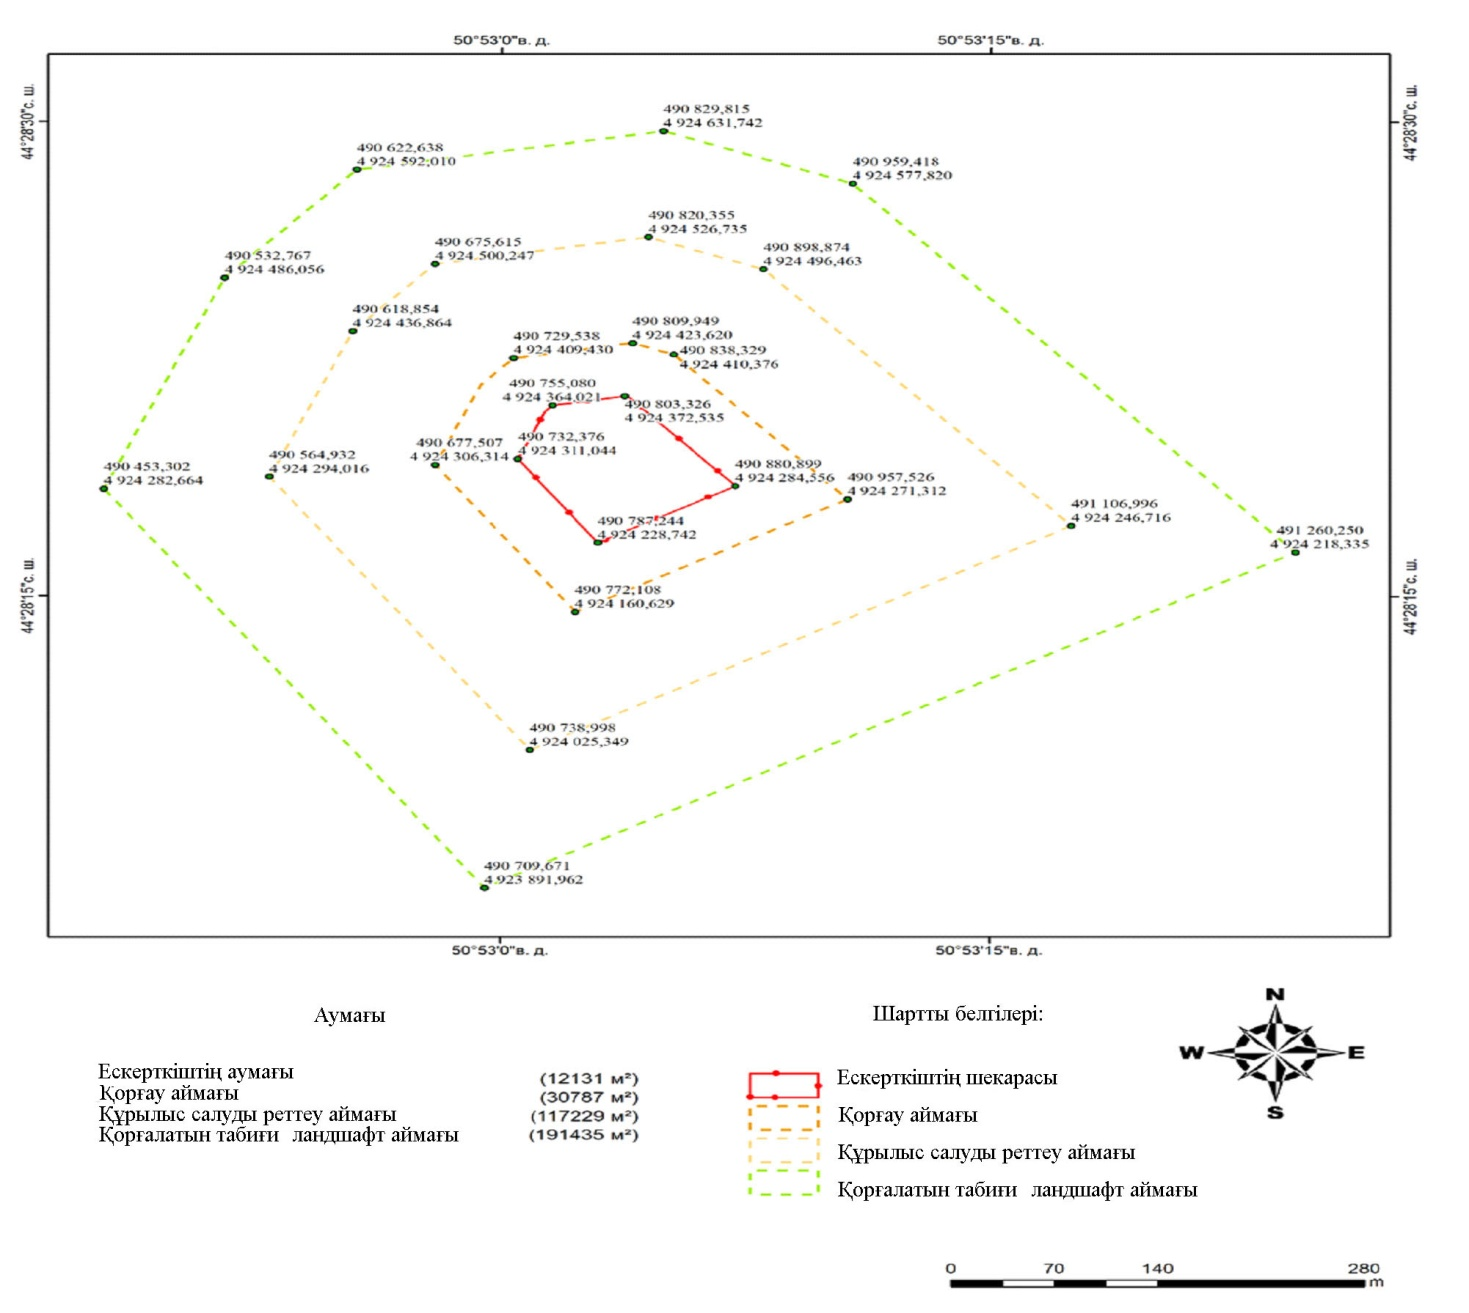 50°53'0"в. д.
50°53'15"в. д.
44°28'30"с. ш.
44°28'30"с. ш.
490 829,815
4 924 631,742
490 622,638
4 924 592,010
490 959,418
4 924 577,820
490 820,355
4 924 526,735
490 675,615
4 924 500,247
490 898,874
4 924 496,463
490 532,767
4 924 486,056
490 618,854
4 924 436,864
490 809,949
4 924 423,620
490 729,538
4 924 409,430
490 838,329
4 924 410,376
490 755,080
4 924 364,021
490 803,326
4 924 372,535
490 732,376
4 924 311,044
490 677,507
4 924 306,314
490 564,932
4 924 294,016
490 453,302
4 924 282,664
490 880,899
4 924 284,556
490 957,526
4 924 271,312
491 106,996
4 924 246,716
491 260,250
4 924 218,335
490 787,244
4 924 228,742
44°28'15"с. ш.
44°28'15"с. ш.
490 772,108
4 924 160,629
490 738,998
4 924 025,349
490 709,671
4 923 891,962
50°53'0"в. д.
50°53'15"в. д.
Аумағы
Ескерткіштің аумағы (12131 м²)
Қорғау аймағы (30787 м²)
Құрылыс салуды реттеу аймағы (117229 м²)
Қорғалатын табиғи ландшафт аймағы (191435 м²)
Шартты белгілері:
Ескерткіштің шекарасы
Қорғау аймағы
Құрылыс салуды реттеу аймағы
Қорғалатын табиғи ландшафт аймағы
N
W E
S
0 70 140 280
m